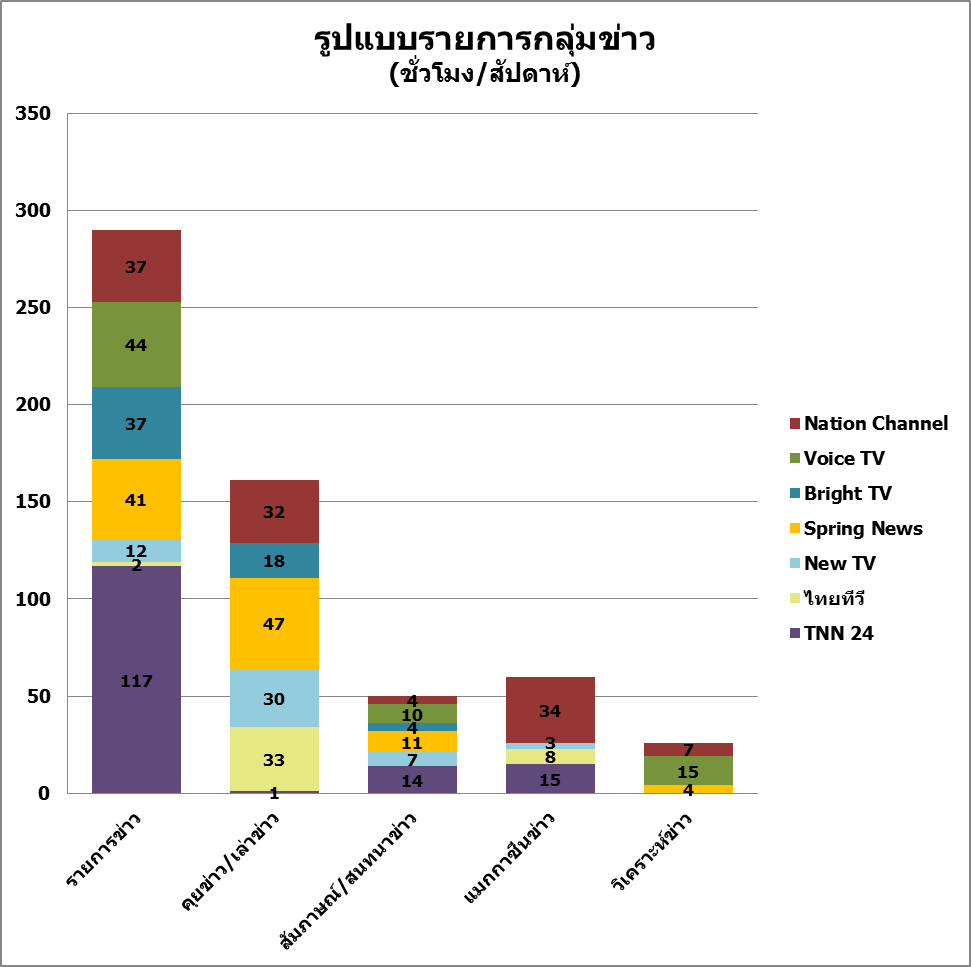 รูปแบบรายการกลุ่มข่าว
(ชั่วโมง/สัปดาห์)
350
300
250
200
150
100
50
0
37
44
37
41
12
2
117
32
18
47
30
33
1
4
10
4
11
7
14
34
3
8
15
7
15
4
รายการข่าว
คุยข่าว/เล่าข่าว
สัมภาษณ์/สนทนาข่าว
แมกกาซีนข่าว
วิเคราะห์ข่าว
Nation Channel
Voice TV
Bright TV
Spring News
New TV
ไทยทีวี
TNN 24